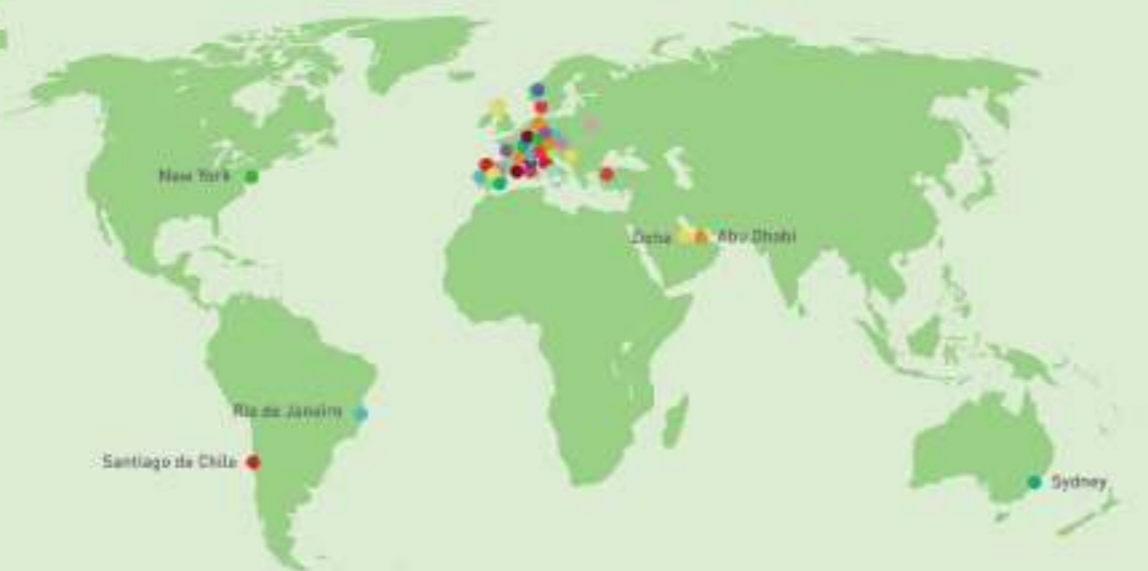 New York
Doha
Abu Dhabi
Rio de Janeiro
Santiago de Chile
Sydney